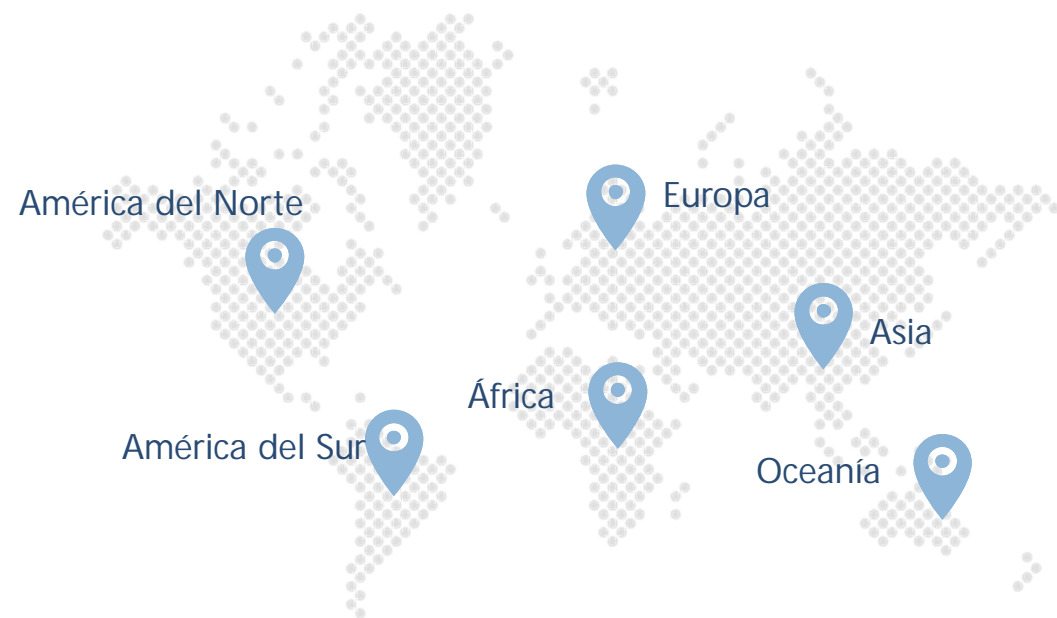 América del Norte
Europa
Asia
África
América del Sur
Oceanía